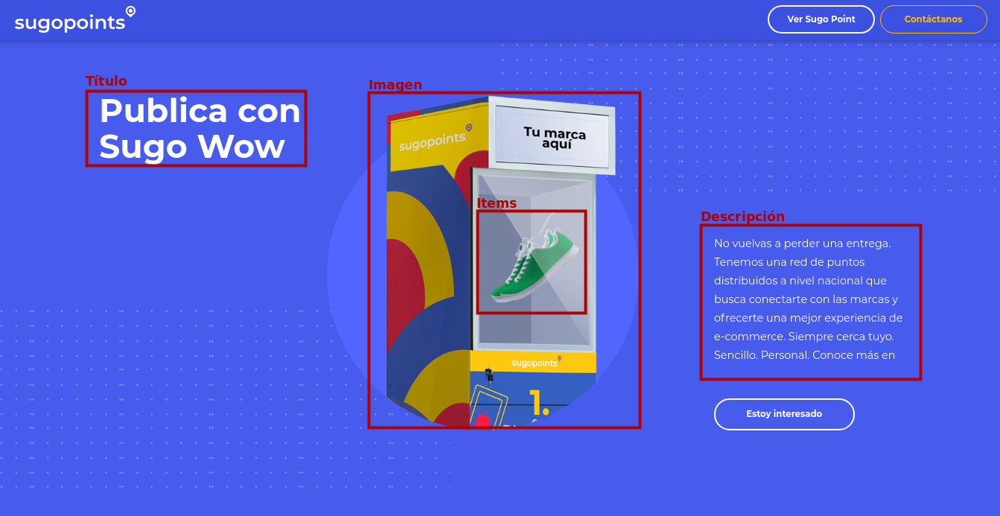 sugopoints
Ver Sugo Point
Contáctanos
Título
Publica con
Sugo Wow
Imagen
sugopoints
Tu marca
aquí
Items
sugopoints
1.
Descripción
No vuelvas a perder una entrega.
Tenemos una red de puntos
distribuidos a nivel nacional que
busca conectarte con las marcas y
ofrecerte una mejor experiencia de
e-commerce. Siempre cerca tuyo.
Sencillo. Personal. Conoce más en
Estoy interesado